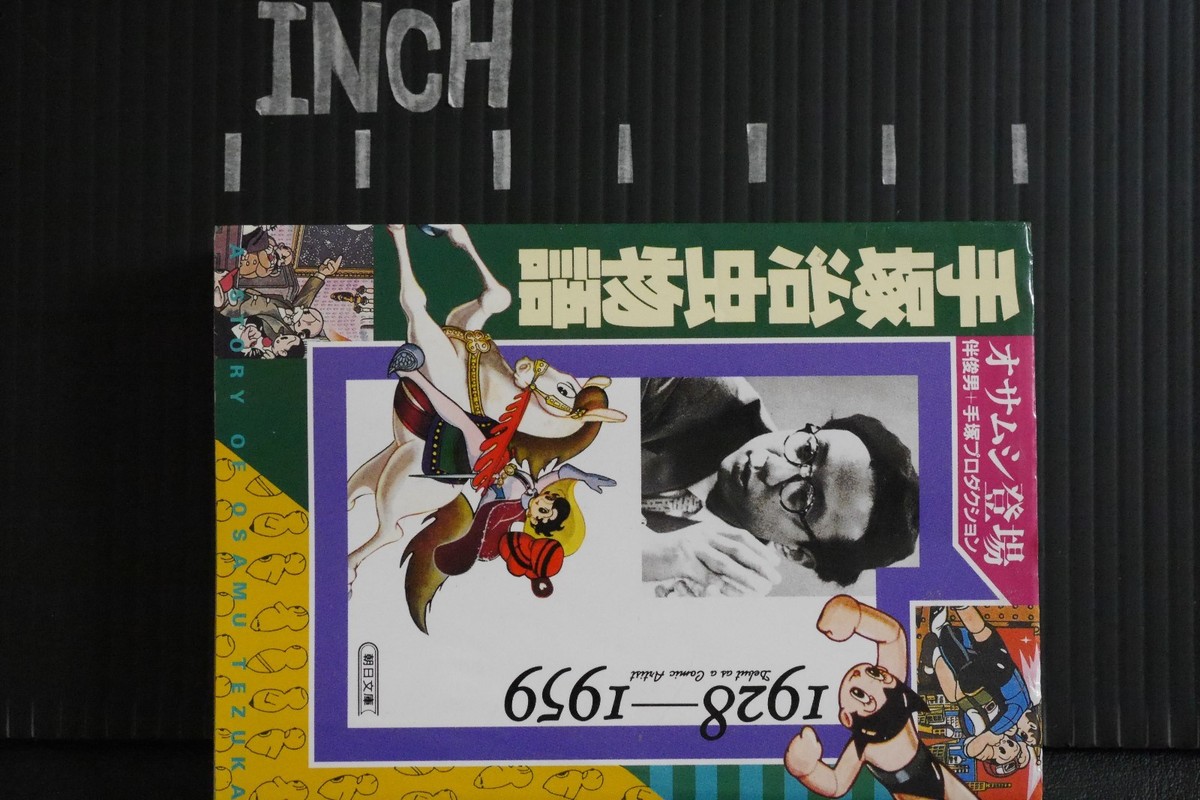 INCH
手塚治虫物語
オサムシ登場
伴俊男+手塚プロダクション
1928—1959
Debut as a Comic Artist
朝日文庫
A STORY OF OSAMU TEZUKA